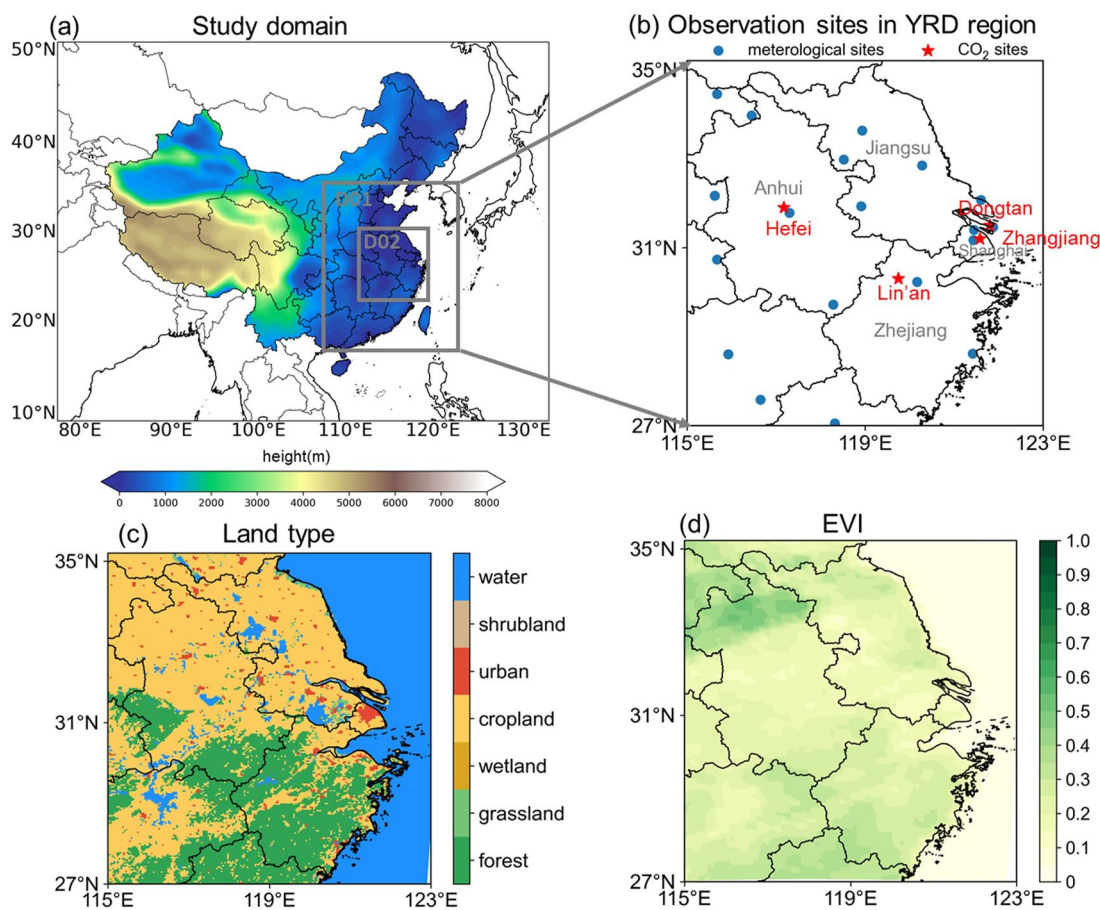 (a)
Study domain
50°N
40°N
30°N
20°N
10°N
D01
D02
80°E 90°E 100°E 110°E 120°E 130°E
height(m)
0 1000 2000 3000 4000 5000 6000 7000 8000
(b) Observation sites in YRD region
meterological sites CO₂ sites
35°N
31°N
27°N
Jiangsu
Anhui
Hefei
Dongtan
Zhangjiang
Shanghai
Lin'an
Zhejiang
115°E 119°E 123°E
(c)
Land type
35°N
31°N
27°N
115°E 119°E 123°E
water
shrubland
urban
cropland
wetland
grassland
forest
(d)
EVI
35°N
31°N
27°N
115°E 119°E 123°E
1.0
0.9
0.8
0.7
0.6
0.5
0.4
0.3
0.2
0.1
0